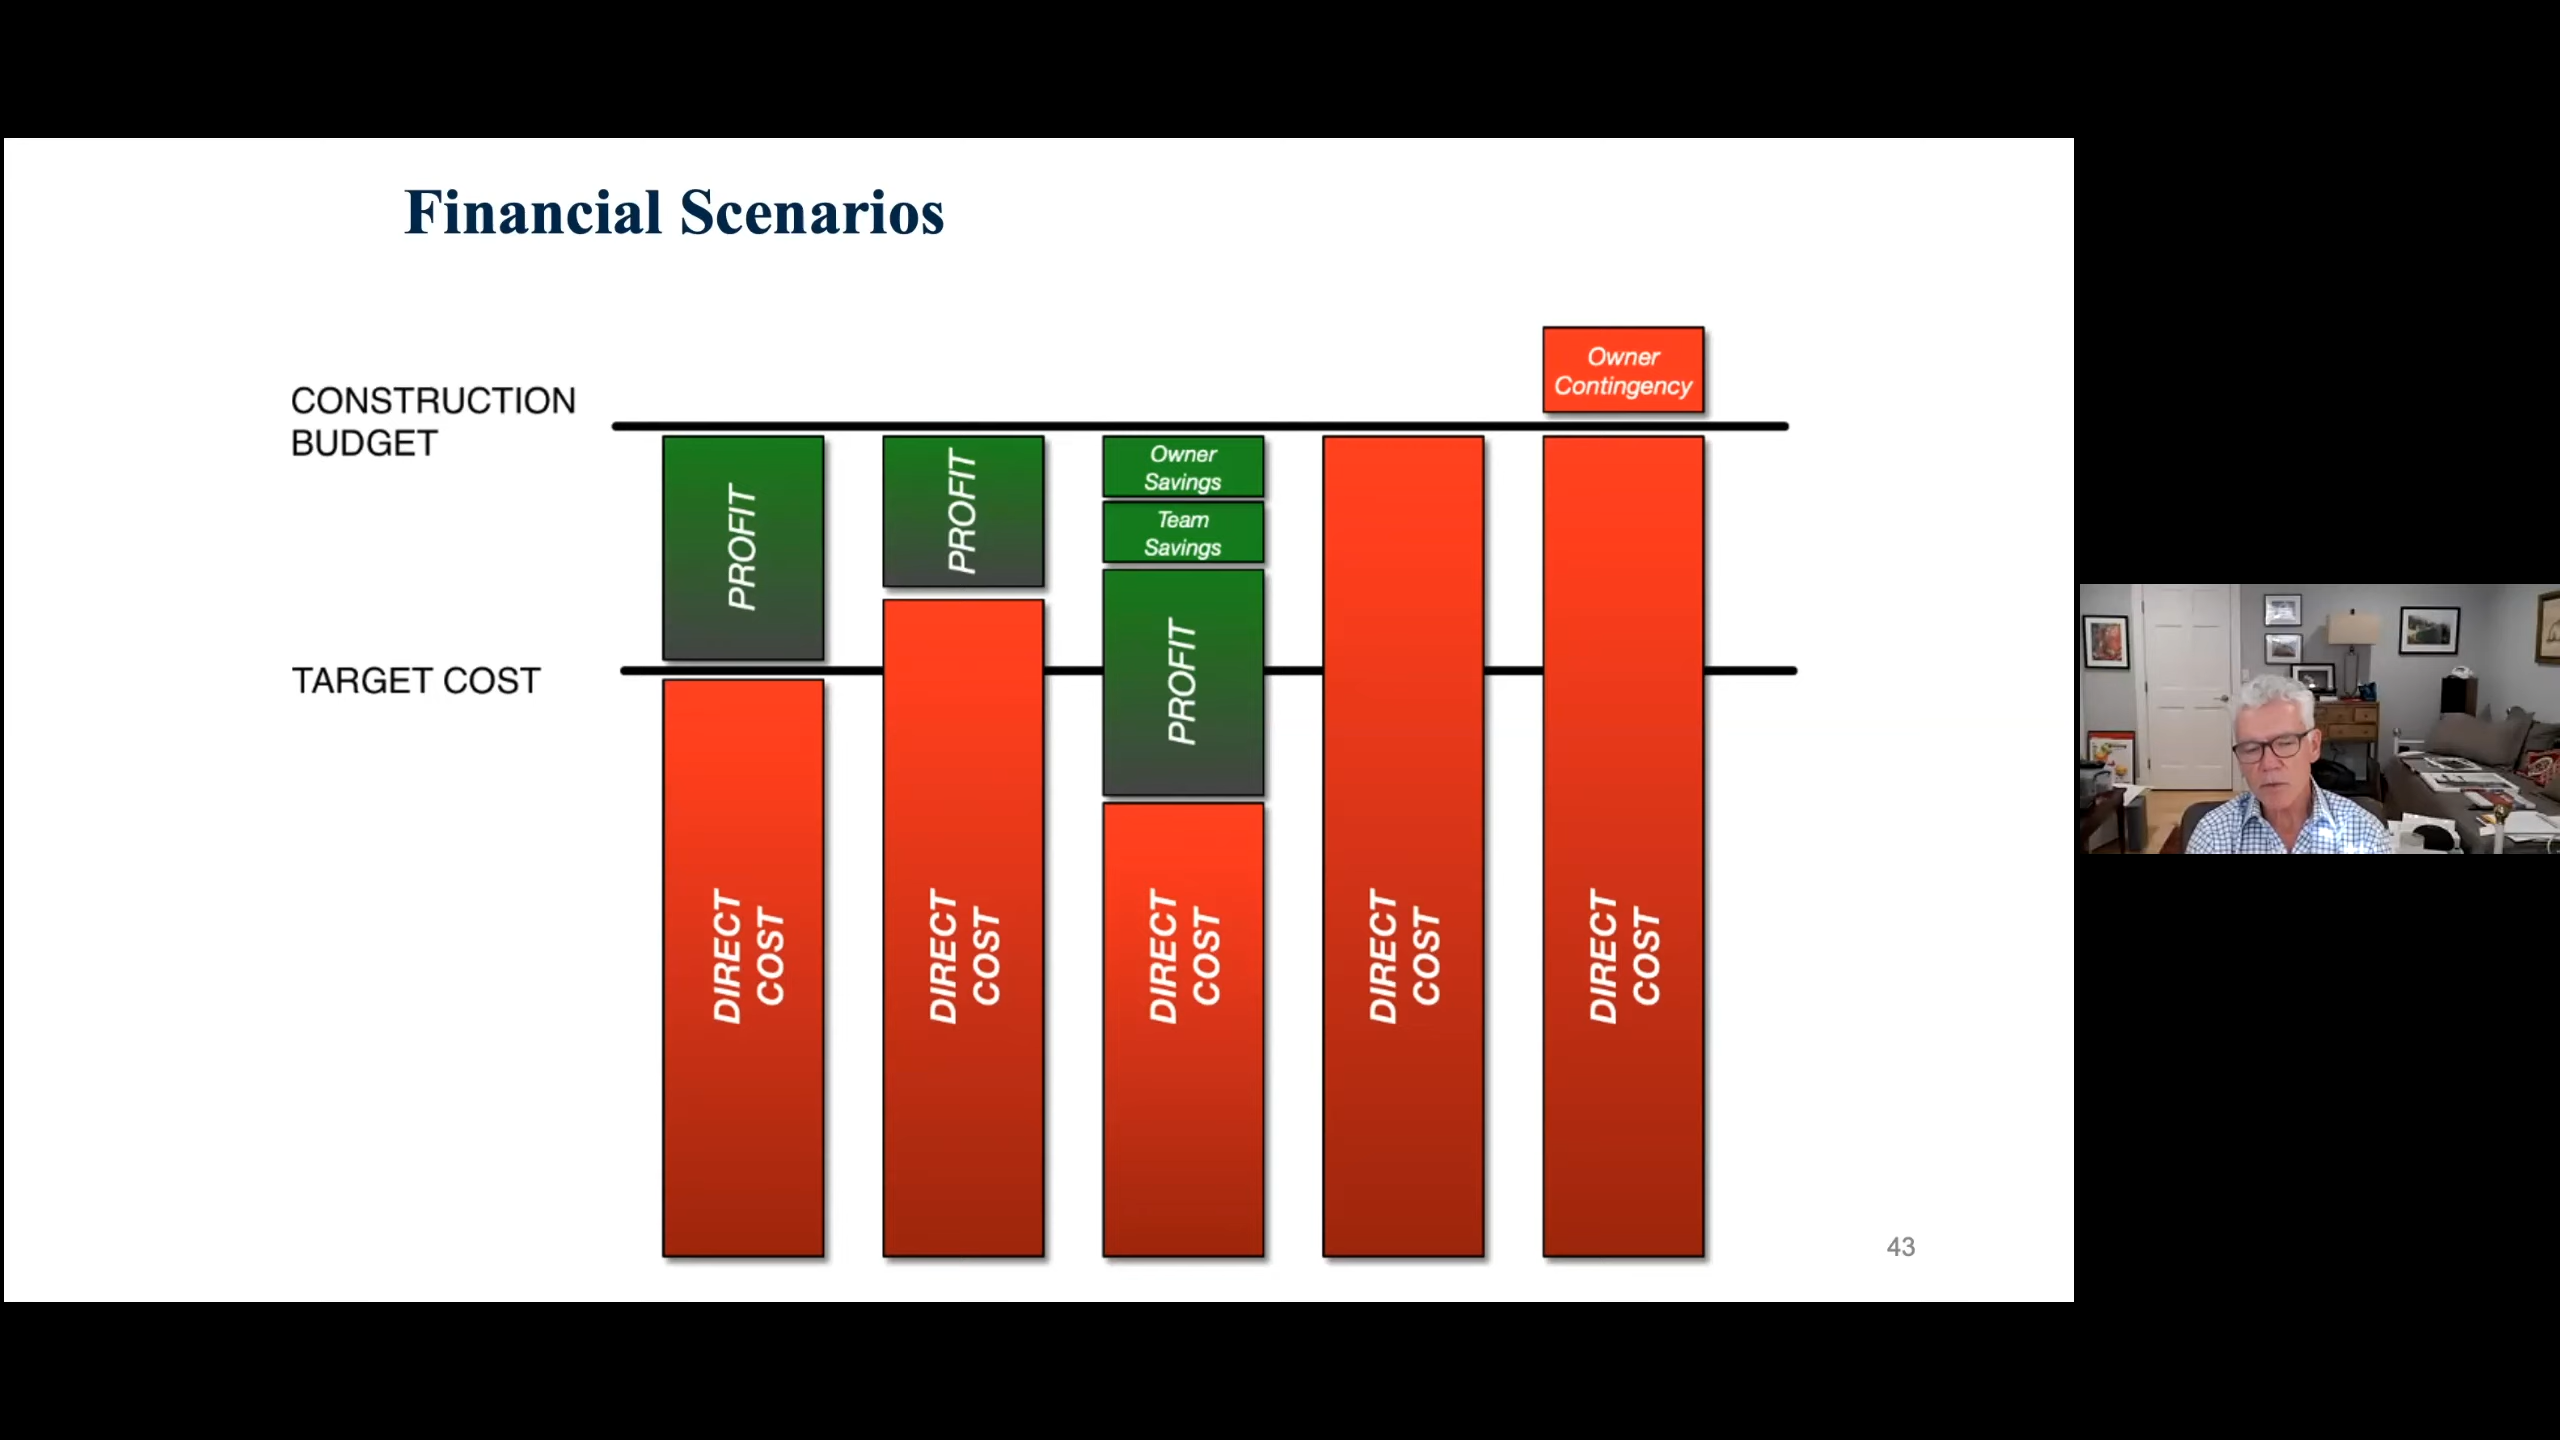 Financial Scenarios
CONSTRUCTION
BUDGET
TARGET COST
PROFIT
DIRECT
COST
PROFIT
DIRECT
COST
Owner
Savings
Team
Savings
PROFIT
DIRECT
COST
DIRECT
COST
Owner
Contingency
DIRECT
COST
43